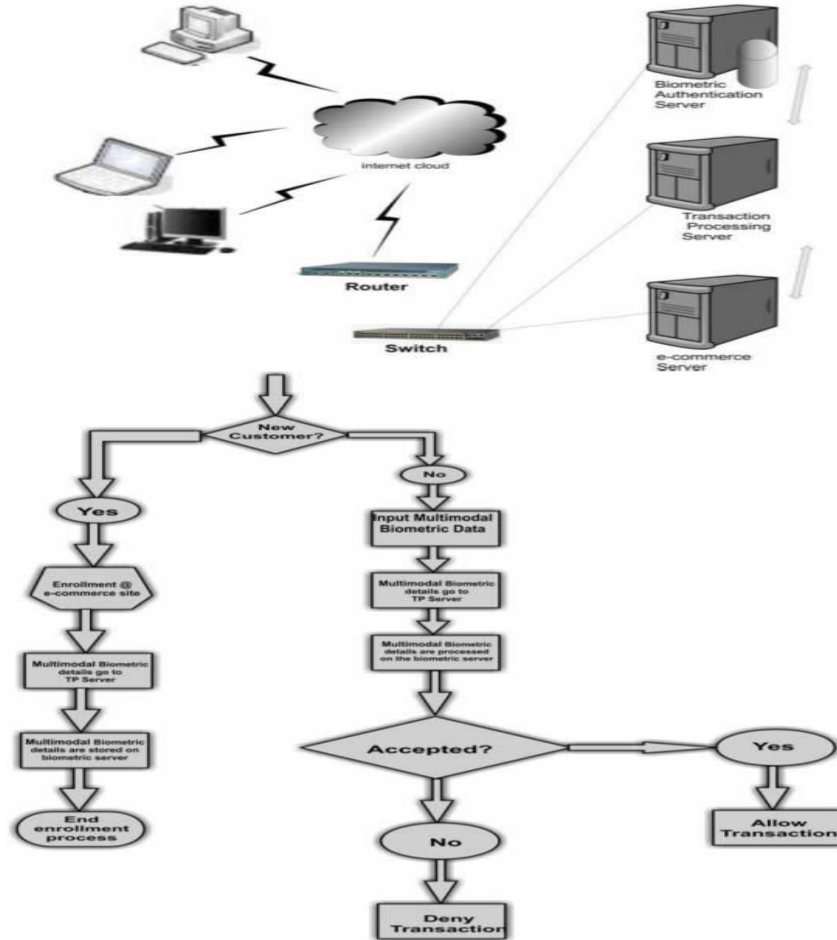 Biometric
Authentication
Server
internet cloud
Transaction
Processing
Server
Router
Switch
e-commerce
Server
New
Customer?
No
Yes
Input Multimodal
Biometric Data
Enrollment @
e-commerce site
Multimodal Biometric
details go to
TP Server
Multimodal Biometric
details go to
TP Server
Multimodal Biometric
details are processed
on the biometric server
Multimodal Biometric
details are stored on
biometric server
Accepted?
Yes
End
enrollment
process
No
Allow
Transaction
Deny
Transaction